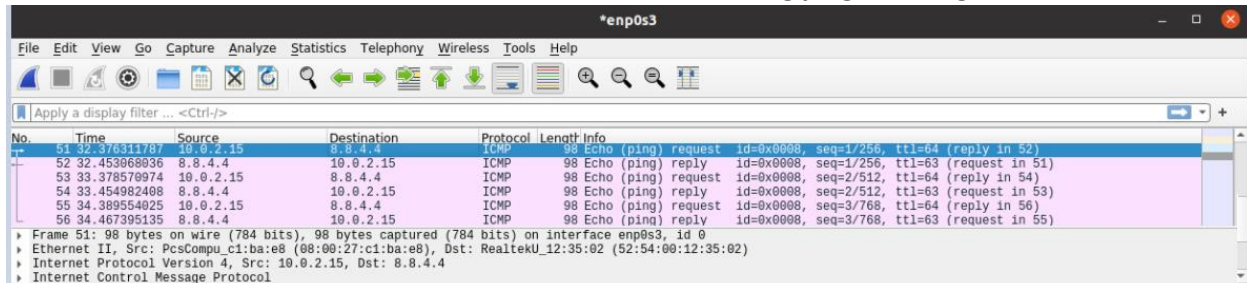 *enp0s3
File Edit View Go Capture Analyze Statistics Telephony Wireless Tools Help
Apply a display filter ... <Ctrl-/>
No. Time Source Destination Protocol Length Info
51 32.376311787 10.0.2.15 8.8.4.4 ICMP 98 Echo (ping) request id=0x0008, seq=1/256, ttl=64 (reply in 52)
52 32.453068036 8.8.4.4 10.0.2.15 ICMP 98 Echo (ping) reply id=0x0008, seq=1/256, ttl=63 (request in 51)
53 33.378570974 10.0.2.15 8.8.4.4 ICMP 98 Echo (ping) request id=0x0008, seq=2/512, ttl=64 (reply in 54)
54 33.454982408 8.8.4.4 10.0.2.15 ICMP 98 Echo (ping) reply id=0x0008, seq=2/512, ttl=63 (request in 53)
55 34.389554025 10.0.2.15 8.8.4.4 ICMP 98 Echo (ping) request id=0x0008, seq=3/768, ttl=64 (reply in 56)
56 34.467395135 8.8.4.4 10.0.2.15 ICMP 98 Echo (ping) reply id=0x0008, seq=3/768, ttl=63 (request in 55)
Frame 51: 98 bytes on wire (784 bits), 98 bytes captured (784 bits) on interface enp0s3, id 0
Ethernet II, Src: PcsCompu_c1:ba:e8 (08:00:27:c1:ba:e8), Dst: RealtekU_12:35:02 (52:54:00:12:35:02)
Internet Protocol Version 4, Src: 10.0.2.15, Dst: 8.8.4.4
Internet Control Message Protocol